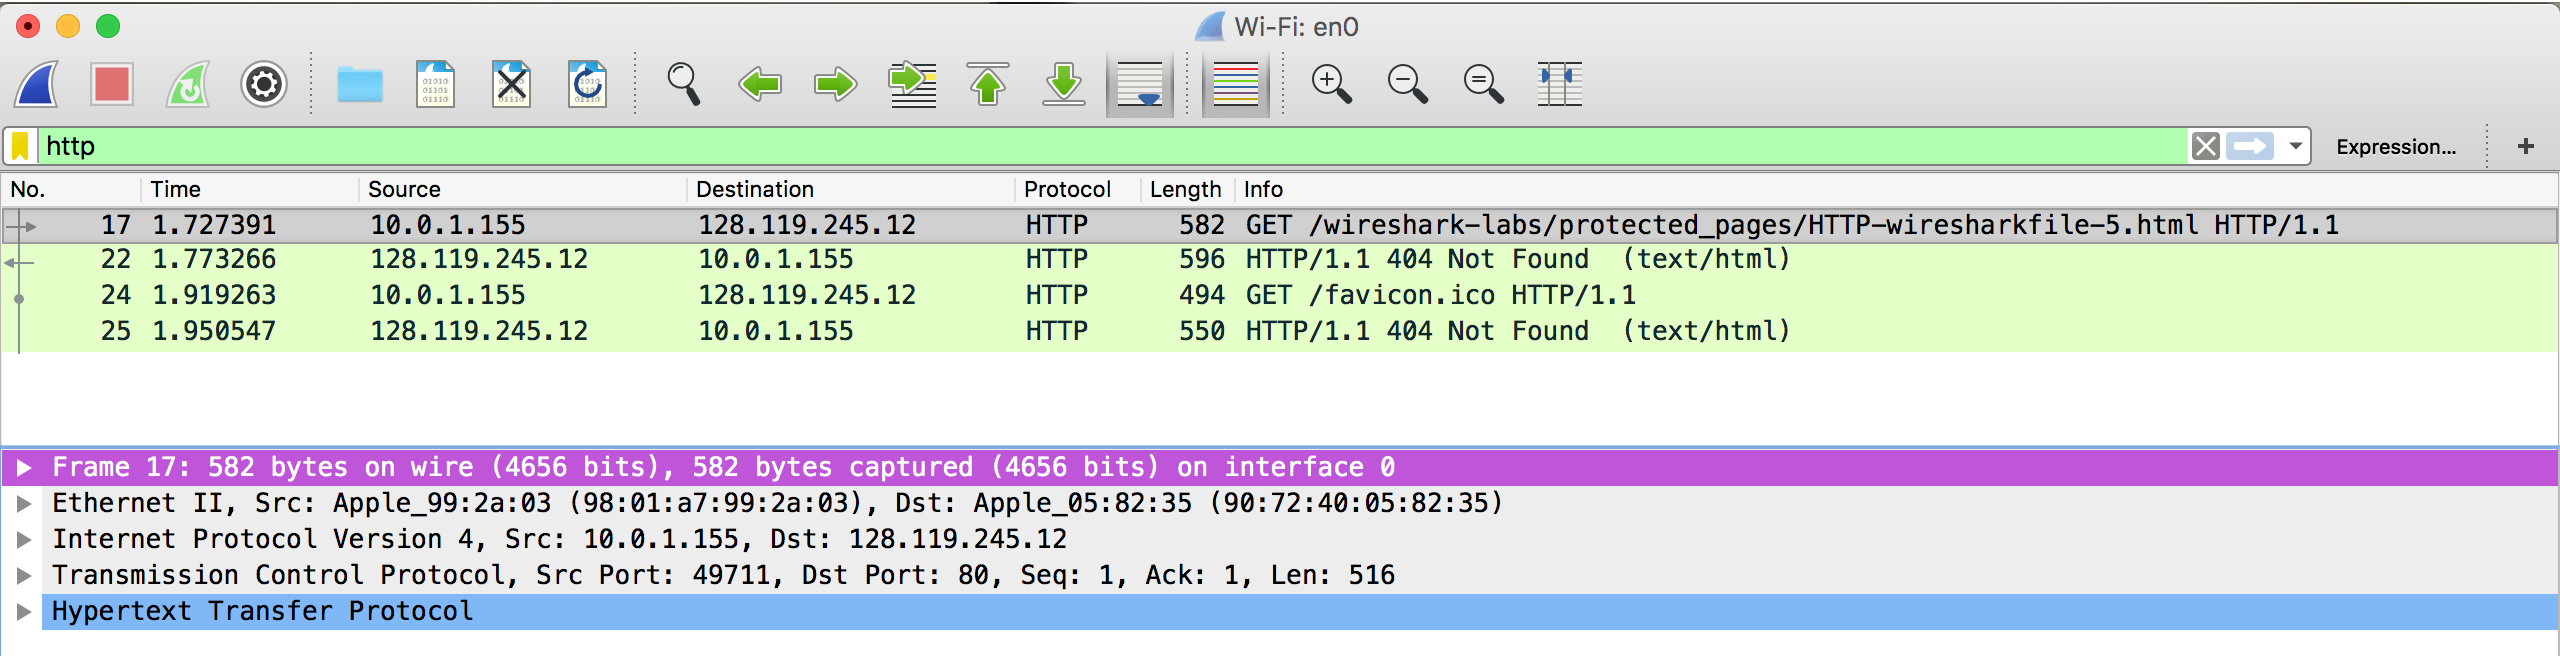 Wi-Fi: en0
http
Expression...
+
No. Time Source Destination Protocol Length Info
17 1.727391 10.0.1.155 128.119.245.12 HTTP 582 GET /wireshark-labs/protected_pages/HTTP-wiresharkfile-5.html HTTP/1.1
22 1.773266 128.119.245.12 10.0.1.155 HTTP 596 HTTP/1.1 404 Not Found (text/html)
24 1.919263 10.0.1.155 128.119.245.12 HTTP 494 GET /favicon.ico HTTP/1.1
25 1.950547 128.119.245.12 10.0.1.155 HTTP 550 HTTP/1.1 404 Not Found (text/html)
Frame 17: 582 bytes on wire (4656 bits), 582 bytes captured (4656 bits) on interface 0
Ethernet II, Src: Apple_99:2a:03 (98:01:a7:99:2a:03), Dst: Apple_05:82:35 (90:72:40:05:82:35)
Internet Protocol Version 4, Src: 10.0.1.155, Dst: 128.119.245.12
Transmission Control Protocol, Src Port: 49711, Dst Port: 80, Seq: 1, Ack: 1, Len: 516
Hypertext Transfer Protocol